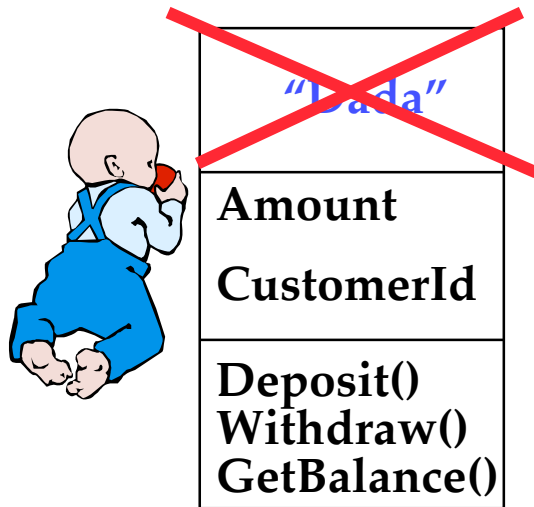 “Dada”
Amount
CustomerId
Deposit()
Withdraw()
GetBalance()